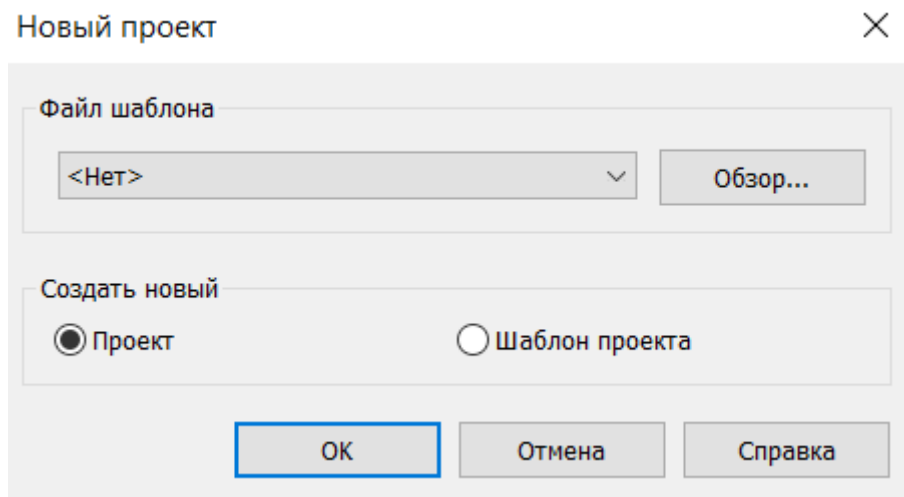 Новый проект
Файл шаблона
<Нет>
Обзор...
Создать новый
Проект
Шаблон проекта
OK
Отмена
Справка